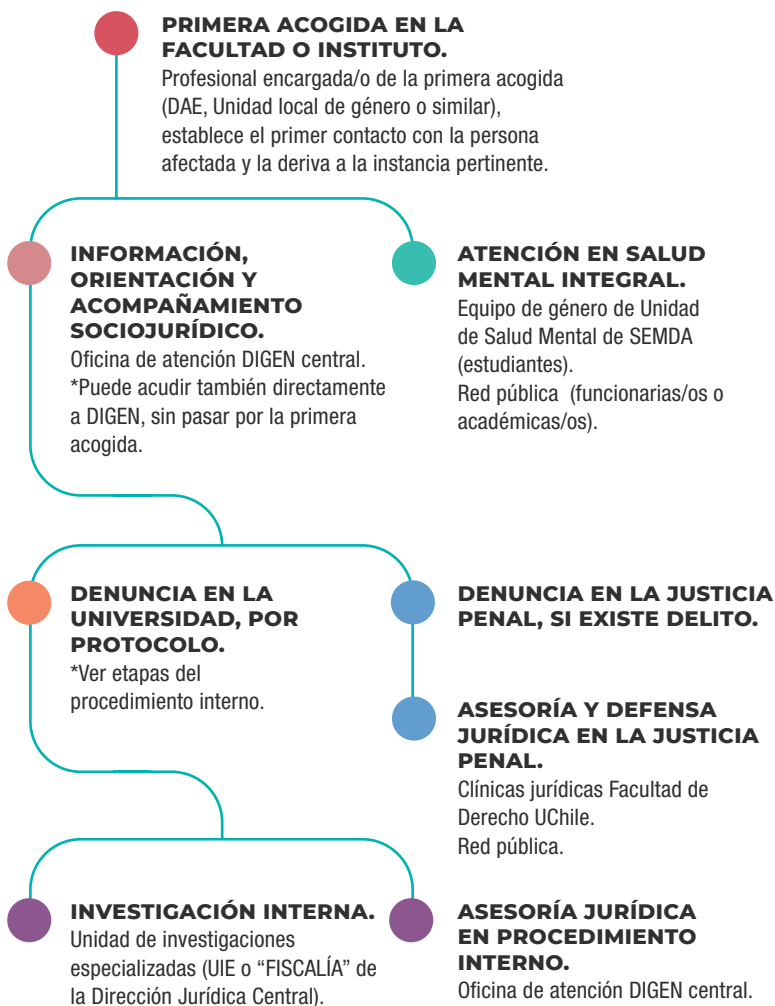 PRIMERA ACOGIDA EN LA
FACULTAD O INSTITUTO.
Profesional encargada/o de la primera acogida
(DAE, Unidad local de género o similar),
establece el primer contacto con la persona
afectada y la deriva a la instancia pertinente.
INFORMACIÓN,
ORIENTACIÓN Y
ACOMPAÑAMIENTO
SOCIOJURÍDICO.
Oficina de atención DIGEN central.
*Puede acudir también directamente
a DIGEN, sin pasar por la primera
acogida.
ATENCIÓN EN SALUD
MENTAL INTEGRAL.
Equipo de género de Unidad
de Salud Mental de SEMDA
(estudiantes).
Red pública (funcionarias/os o
académicas/os).
DENUNCIA EN LA
UNIVERSIDAD, POR
PROTOCOLO.
*Ver etapas del
procedimiento interno.
DENUNCIA EN LA JUSTICIA
PENAL, SI EXISTE DELITO.
ASESORÍA Y DEFENSA
JURÍDICA EN LA JUSTICIA
PENAL.
Clínicas jurídicas Facultad de
Derecho UChile.
Red pública.
INVESTIGACIÓN INTERNA.
Unidad de investigaciones
especializadas (UIE o “FISCALÍA” de
la Dirección Jurídica Central).
ASESORÍA JURÍDICA
EN PROCEDIMIENTO
INTERNO.
Oficina de atención DIGEN central.